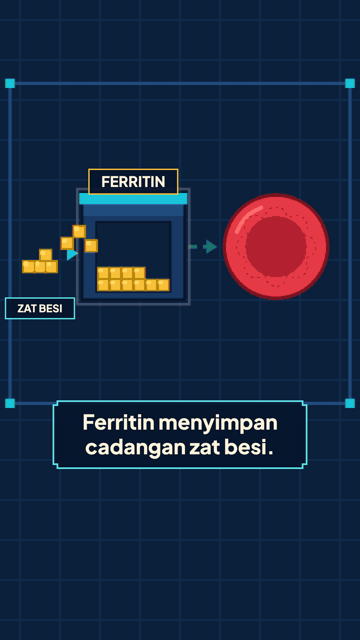 FERRITIN
ZAT BESI
Ferritin menyimpan
cadangan zat besi.